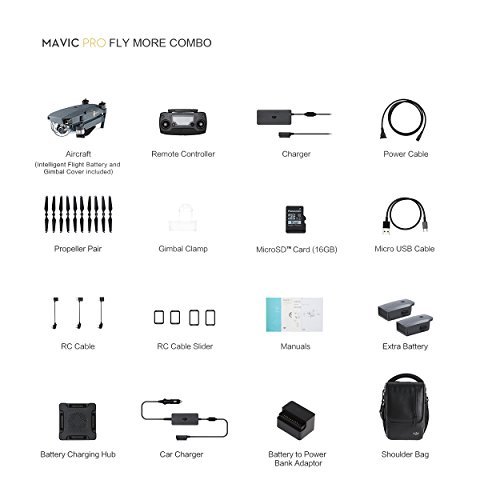 MAVIC PRO FLY MORE COMBO
Aircraft
(Intelligent Flight Battery and
Gimbal Cover included)
Remote Controller
Charger
Power Cable
Propeller Pair
Gimbal Clamp
MicroSD™ Card (16GB)
Micro USB Cable
RC Cable
RC Cable Slider
Manuals
Extra Battery
Battery Charging Hub
Car Charger
Battery to Power
Bank Adaptor
Shoulder Bag